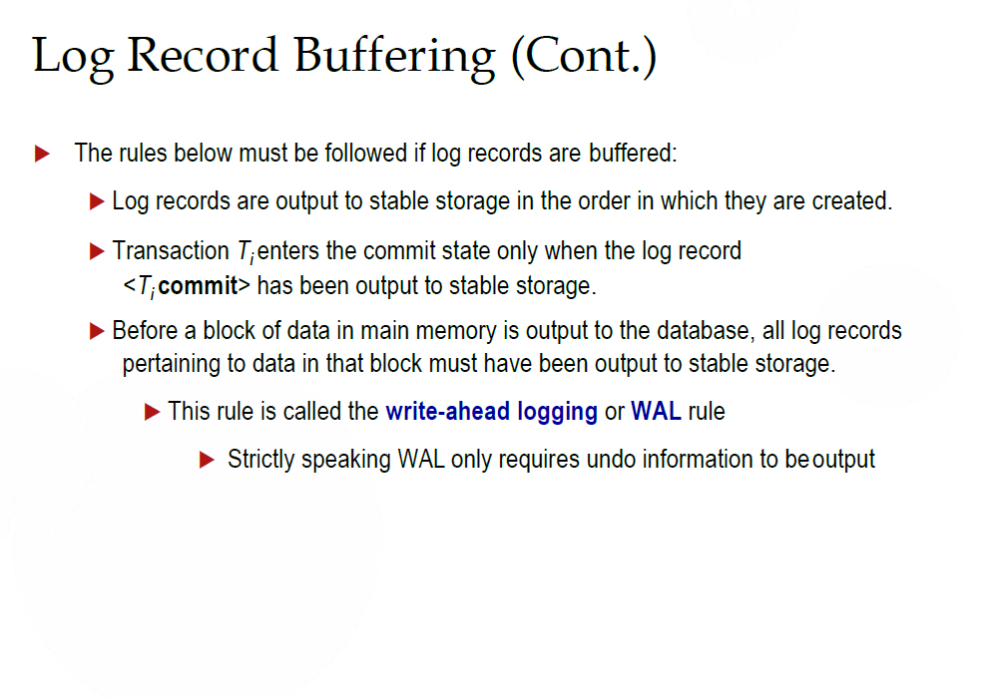 Log Record Buffering (Cont.)
The rules below must be followed if log records are buffered:
Log records are output to stable storage in the order in which they are created.
Transaction Ti enters the commit state only when the log record
<Ti commit> has been output to stable storage.
Before a block of data in main memory is output to the database, all log records
pertaining to data in that block must have been output to stable storage.
This rule is called the write-ahead logging or WAL rule
Strictly speaking WAL only requires undo information to be output